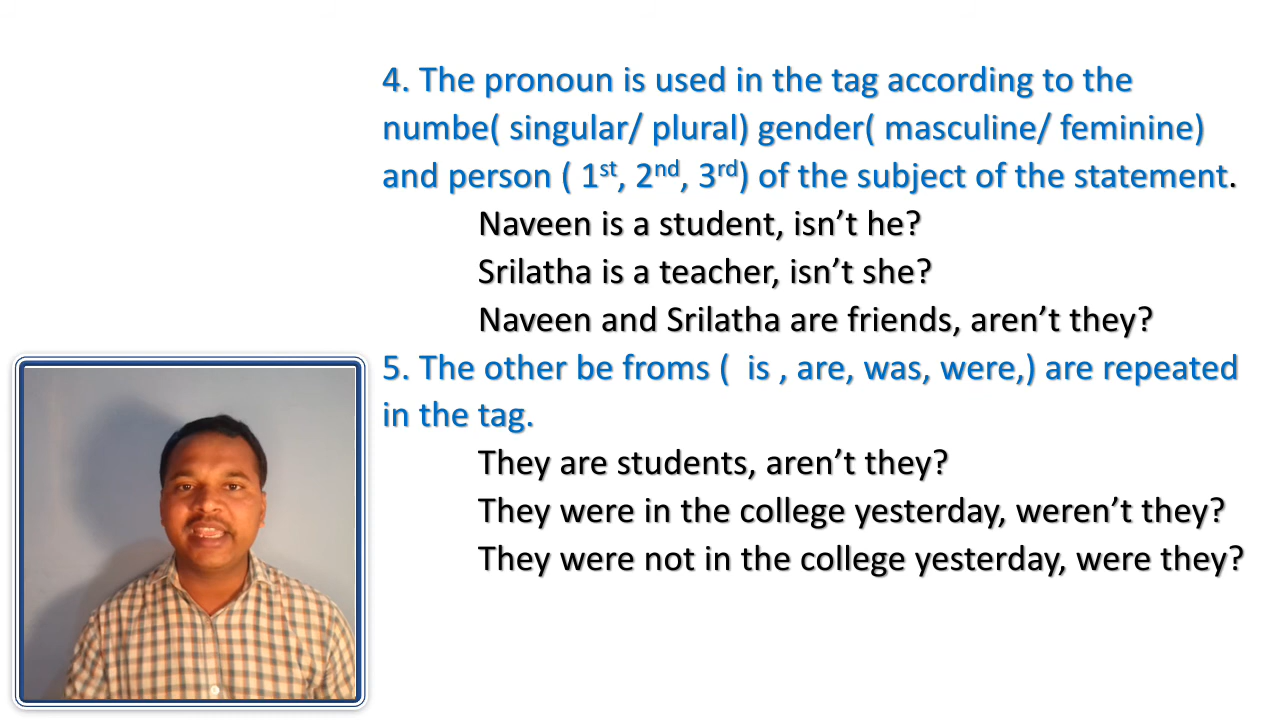 4. The pronoun is used in the tag according to the
numbe( singular/ plural) gender( masculine/ feminine)
and person ( 1st, 2nd, 3rd) of the subject of the statement.
Naveen is a student, isn’t he?
Srilatha is a teacher, isn’t she?
Naveen and Srilatha are friends, aren’t they?
5. The other be froms (  is , are, was, were,) are repeated
in the tag.
They are students, aren’t they?
They were in the college yesterday, weren’t they?
They were not in the college yesterday, were they?